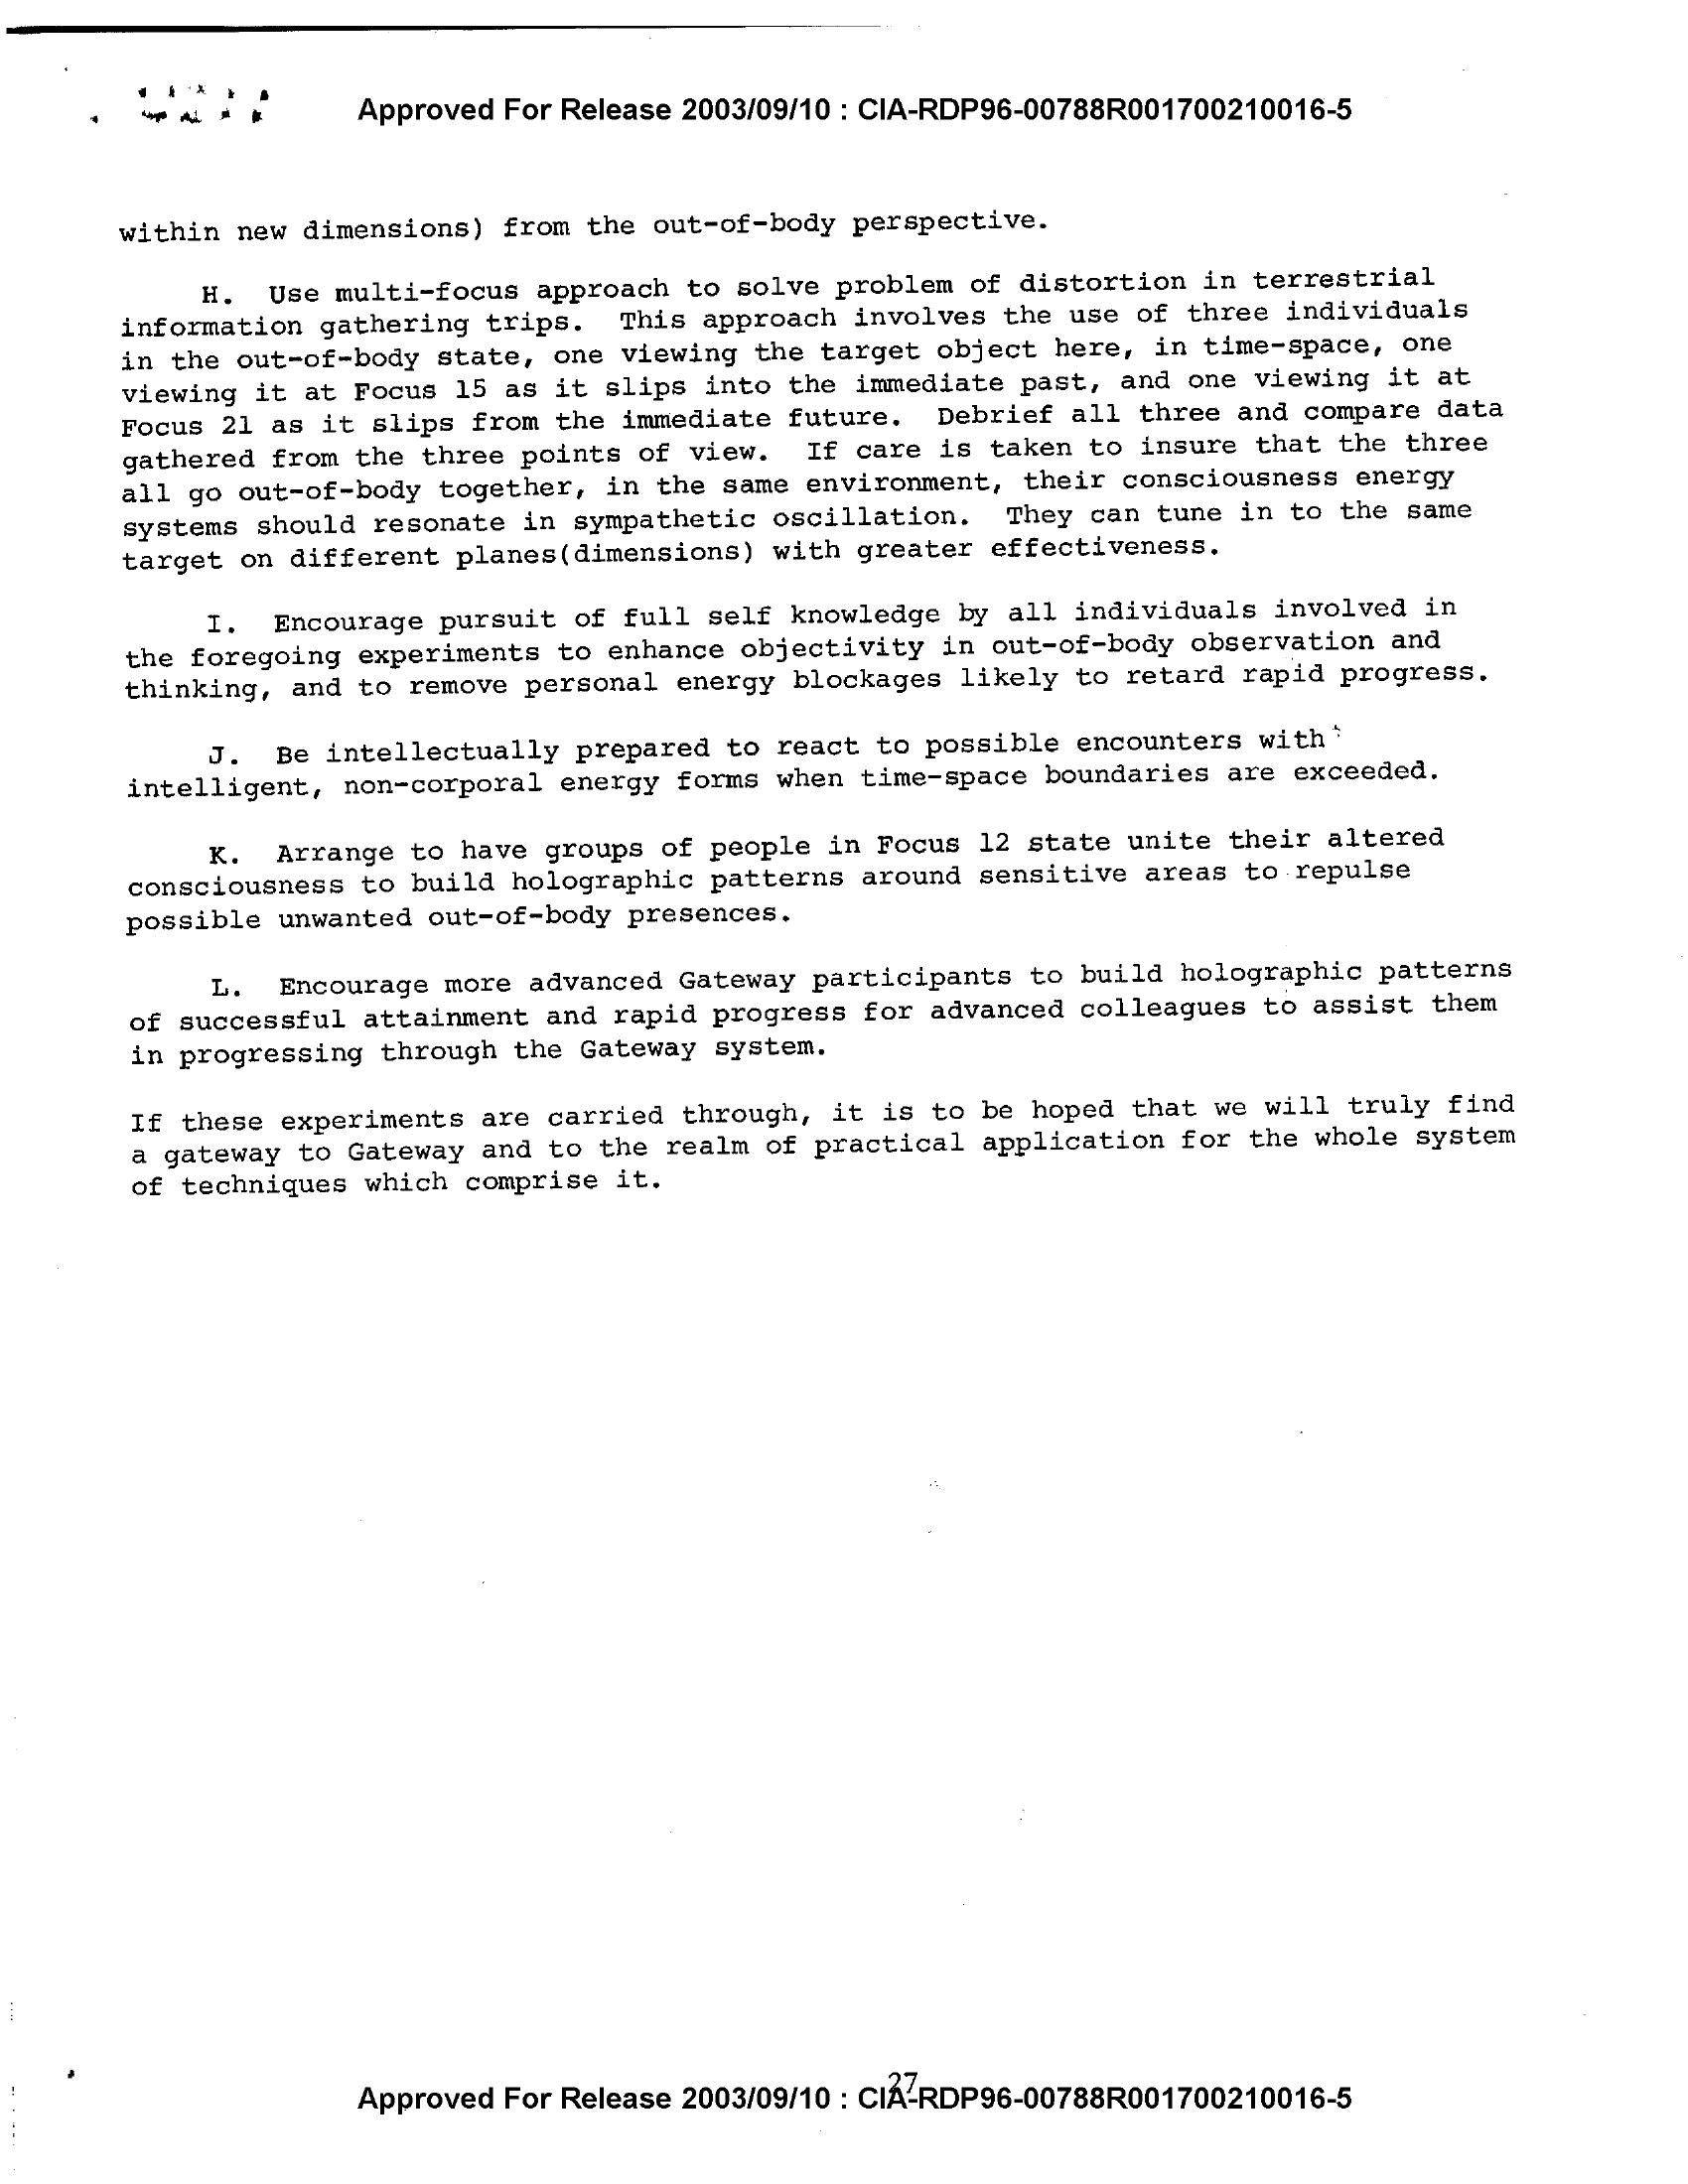 Approved For Release 2003/09/10 : CIA-RDP96-00788R001700210016-5
within new dimensions) from the out-of-body perspective.
H. Use multi-focus approach to solve problem of distortion in terrestrial
information gathering trips. This approach involves the use of three individuals
in the out-of-body state, one viewing the target object here, in time-space, one
viewing it at Focus 15 as it slips into the immediate past, and one viewing it at
Focus 21 as it slips from the immediate future. Debrief all three and compare data
gathered from the three points of view. If care is taken to insure that the three
all go out-of-body together, in the same environment, their consciousness energy
systems should resonate in sympathetic oscillation. They can tune in to the same
target on different planes(dimensions) with greater effectiveness.
I. Encourage pursuit of full self knowledge by all individuals involved in
the foregoing experiments to enhance objectivity in out-of-body observation and
thinking, and to remove personal energy blockages likely to retard rapid progress.
J. Be intellectually prepared to react to possible encounters with
intelligent, non-corporal energy forms when time-space boundaries are exceeded.
K. Arrange to have groups of people in Focus 12 state unite their altered
consciousness to build holographic patterns around sensitive areas to repulse
possible unwanted out-of-body presences.
L. Encourage more advanced Gateway participants to build holographic patterns
of successful attainment and rapid progress for advanced colleagues to assist them
in progressing through the Gateway system.
If these experiments are carried through, it is to be hoped that we will truly find
a gateway to Gateway and to the realm of practical application for the whole system
of techniques which comprise it.
27
Approved For Release 2003/09/10 : CIA-RDP96-00788R001700210016-5